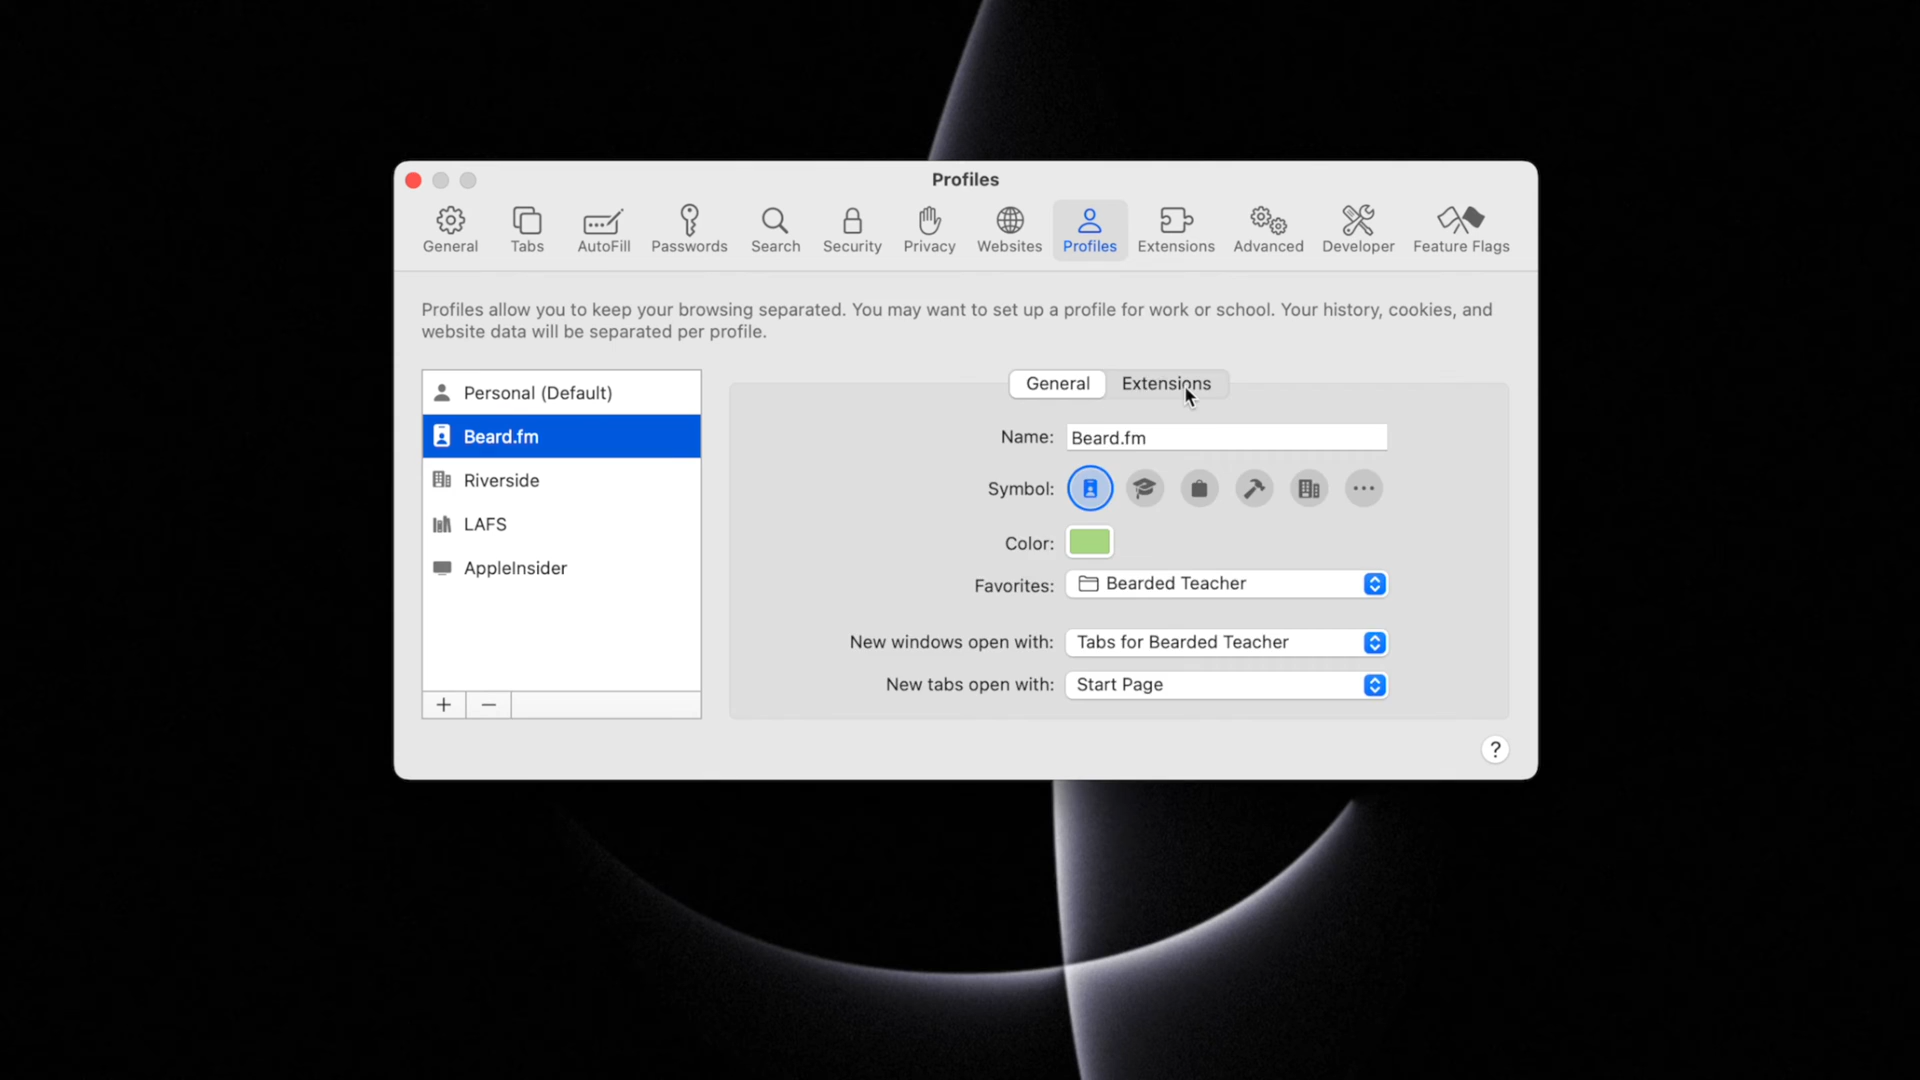 Profiles
General Tabs AutoFill Passwords Search Security Privacy Websites Profiles Extensions Advanced Developer Feature Flags
Profiles allow you to keep your browsing separated. You may want to set up a profile for work or school. Your history, cookies, and
website data will be separated per profile.
Personal (Default)
Beard.fm
Riverside
LAFS
AppleInsider
+ −
General Extensions
Name: Beard.fm
Symbol:
Color:
Favorites: Bearded Teacher
New windows open with: Tabs for Bearded Teacher
New tabs open with: Start Page
?